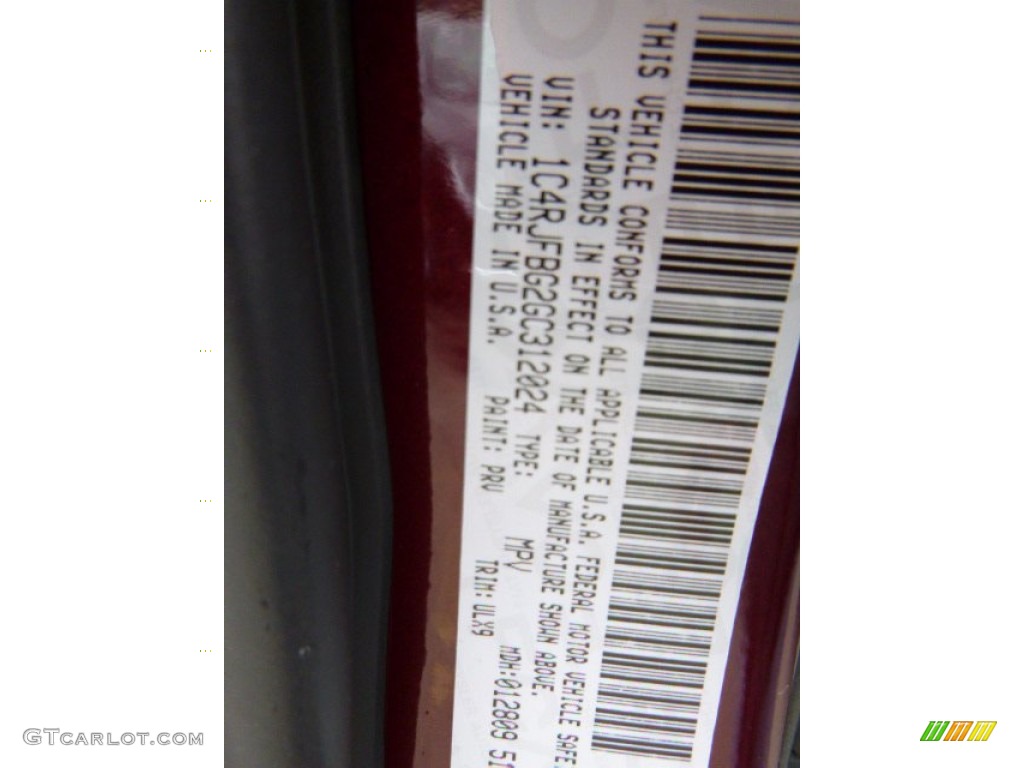 THIS VEHICLE CONFORMS TO ALL APPLICABLE U.S.A. FEDERAL MOTOR VEHICLE SAFE
STANDARDS IN EFFECT ON THE DATE OF MANUFACTURE SHOWN ABOVE.
VIN: 1C4RJFBG2GC312024 TYPE: MPV MDH:012809 51
VEHICLE MADE IN U.S.A. PAINT: PRV TRIM: ULX9
GTCARLOT.COM